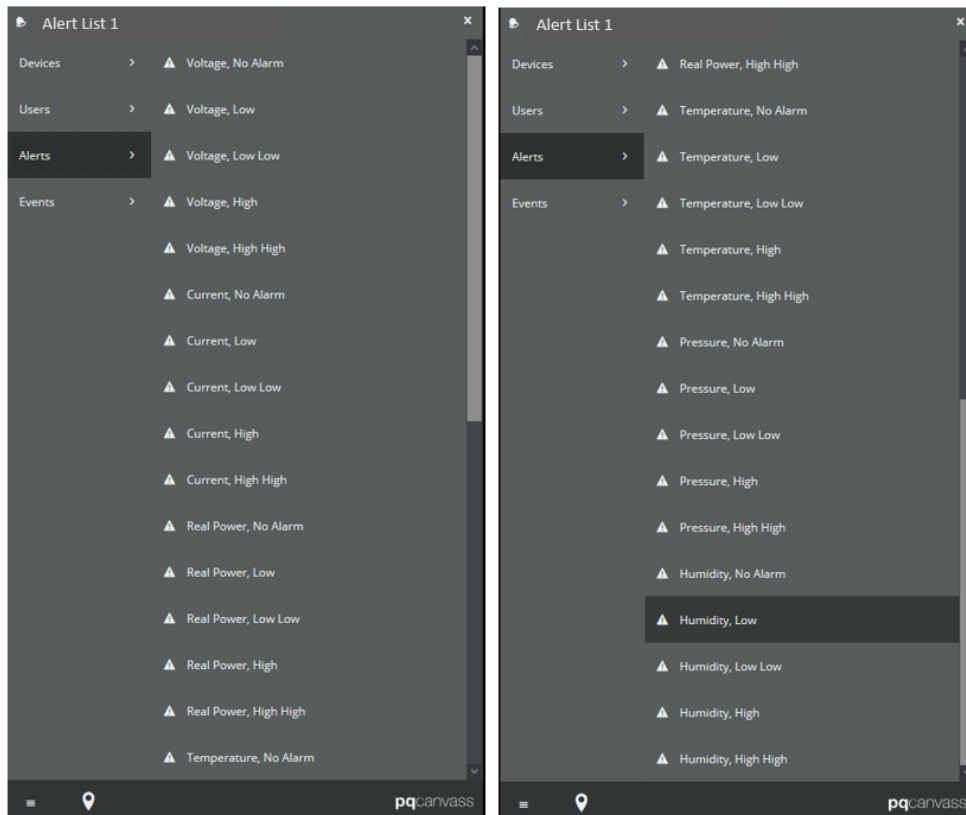 Alert List 1
×
Devices
Users
Alerts
Events
Voltage, No Alarm
Voltage, Low
Voltage, Low Low
Voltage, High
Voltage, High High
Current, No Alarm
Current, Low
Current, Low Low
Current, High
Current, High High
Real Power, No Alarm
Real Power, Low
Real Power, Low Low
Real Power, High
Real Power, High High
Temperature, No Alarm
pqcanvass
Alert List 1
×
Devices
Users
Alerts
Events
Real Power, High High
Temperature, No Alarm
Temperature, Low
Temperature, Low Low
Temperature, High
Temperature, High High
Pressure, No Alarm
Pressure, Low
Pressure, Low Low
Pressure, High
Pressure, High High
Humidity, No Alarm
Humidity, Low
Humidity, Low Low
Humidity, High
Humidity, High High
pqcanvass